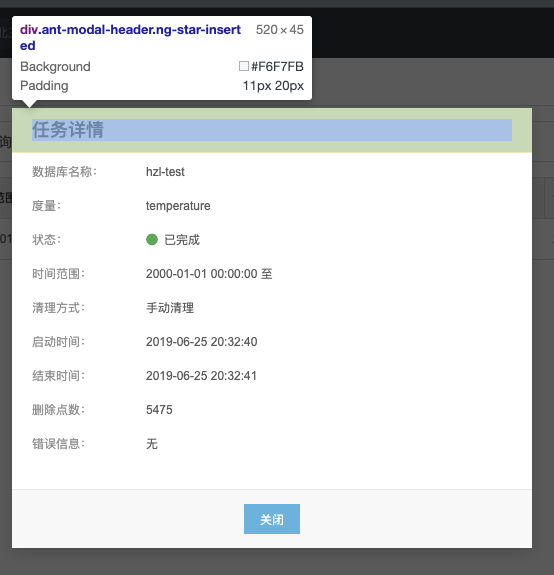 div.ant-modal-header.ng-star-insert 520 × 45
ed
Background #F6F7FB
Padding 11px 20px
任务详情
数据库名称： hzl-test
度量： temperature
状态： 已完成
时间范围： 2000-01-01 00:00:00 至
清理方式： 手动清理
启动时间： 2019-06-25 20:32:40
结束时间： 2019-06-25 20:32:41
删除点数： 5475
错误信息： 无
关闭